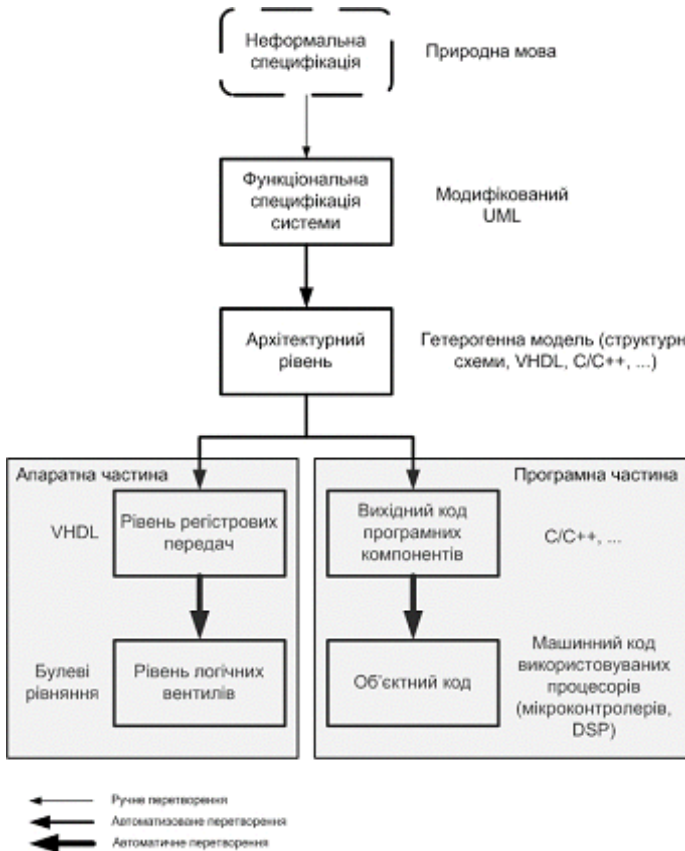 Неформальна
специфікація
Природна мова
Функціональна
специфікація
системи
Модифікований
UML
Архітектурний
рівень
Гетерогенна модель (структурн
схеми, VHDL, C/C++, ...)
Апаратна частина
VHDL
Рівень регістрових
передач
Булеві
рівняння
Рівень логічних
вентилів
Програмна частина
Вихідний код
програмних
компонентів
C/C++, ...
Об'єктний код
Машинний код
використовуваних
процесорів
(мікроконтролерів,
DSP)
Ручне перетворення
Автоматизоване перетворення
Автоматичне перетворення